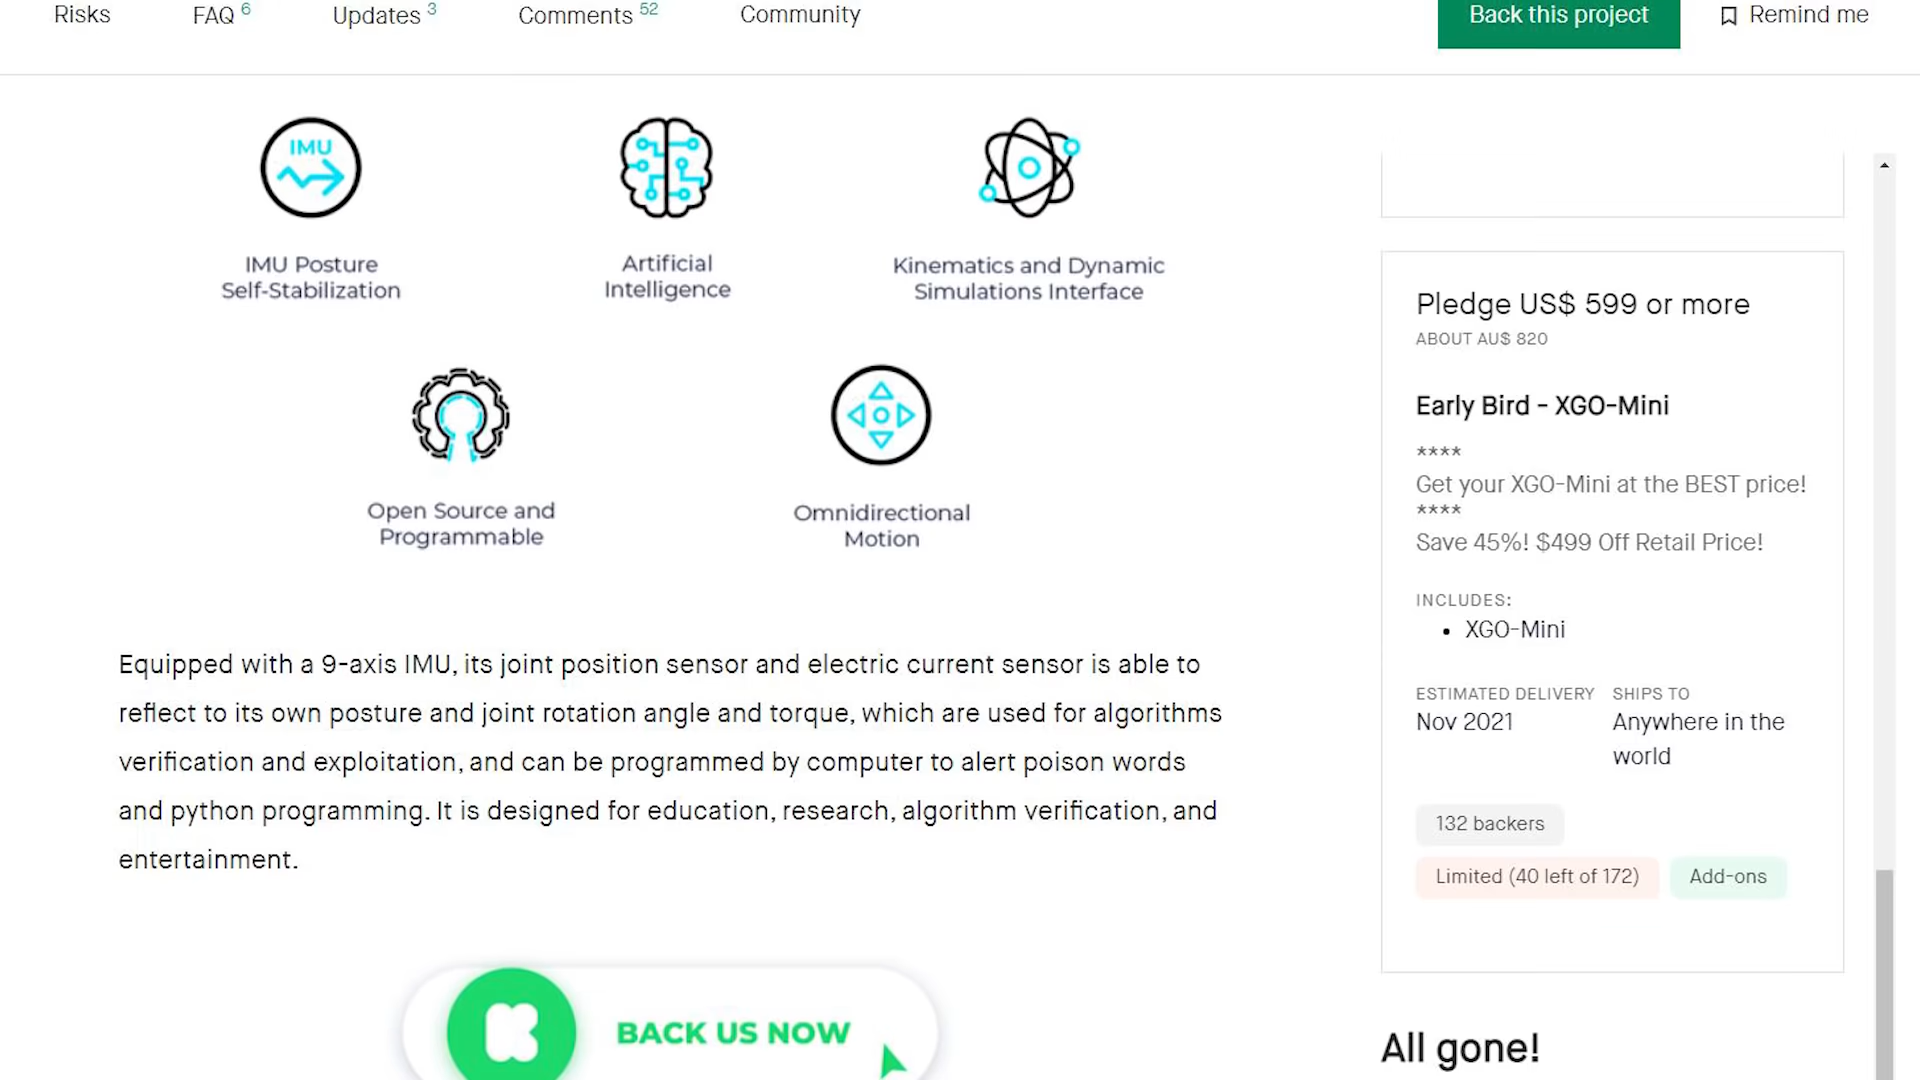 Risks
FAQ 6
Updates 3
Comments 52
Community
Back this project
Remind me
IMU
IMU Posture
Self-Stabilization
Artificial
Intelligence
Kinematics and Dynamic
Simulations Interface
Open Source and
Programmable
Omnidirectional
Motion
Equipped with a 9-axis IMU, its joint position sensor and electric current sensor is able to
reflect to its own posture and joint rotation angle and torque, which are used for algorithms
verification and exploitation, and can be programmed by computer to alert poison words
and python programming. It is designed for education, research, algorithm verification, and
entertainment.
BACK US NOW
Pledge US$ 599 or more
ABOUT AU$ 820
Early Bird - XGO-Mini
****
Get your XGO-Mini at the BEST price!
****
Save 45%! $499 Off Retail Price!
INCLUDES:
• XGO-Mini
ESTIMATED DELIVERY
Nov 2021
SHIPS TO
Anywhere in the
world
132 backers
Limited (40 left of 172)
Add-ons
All gone!